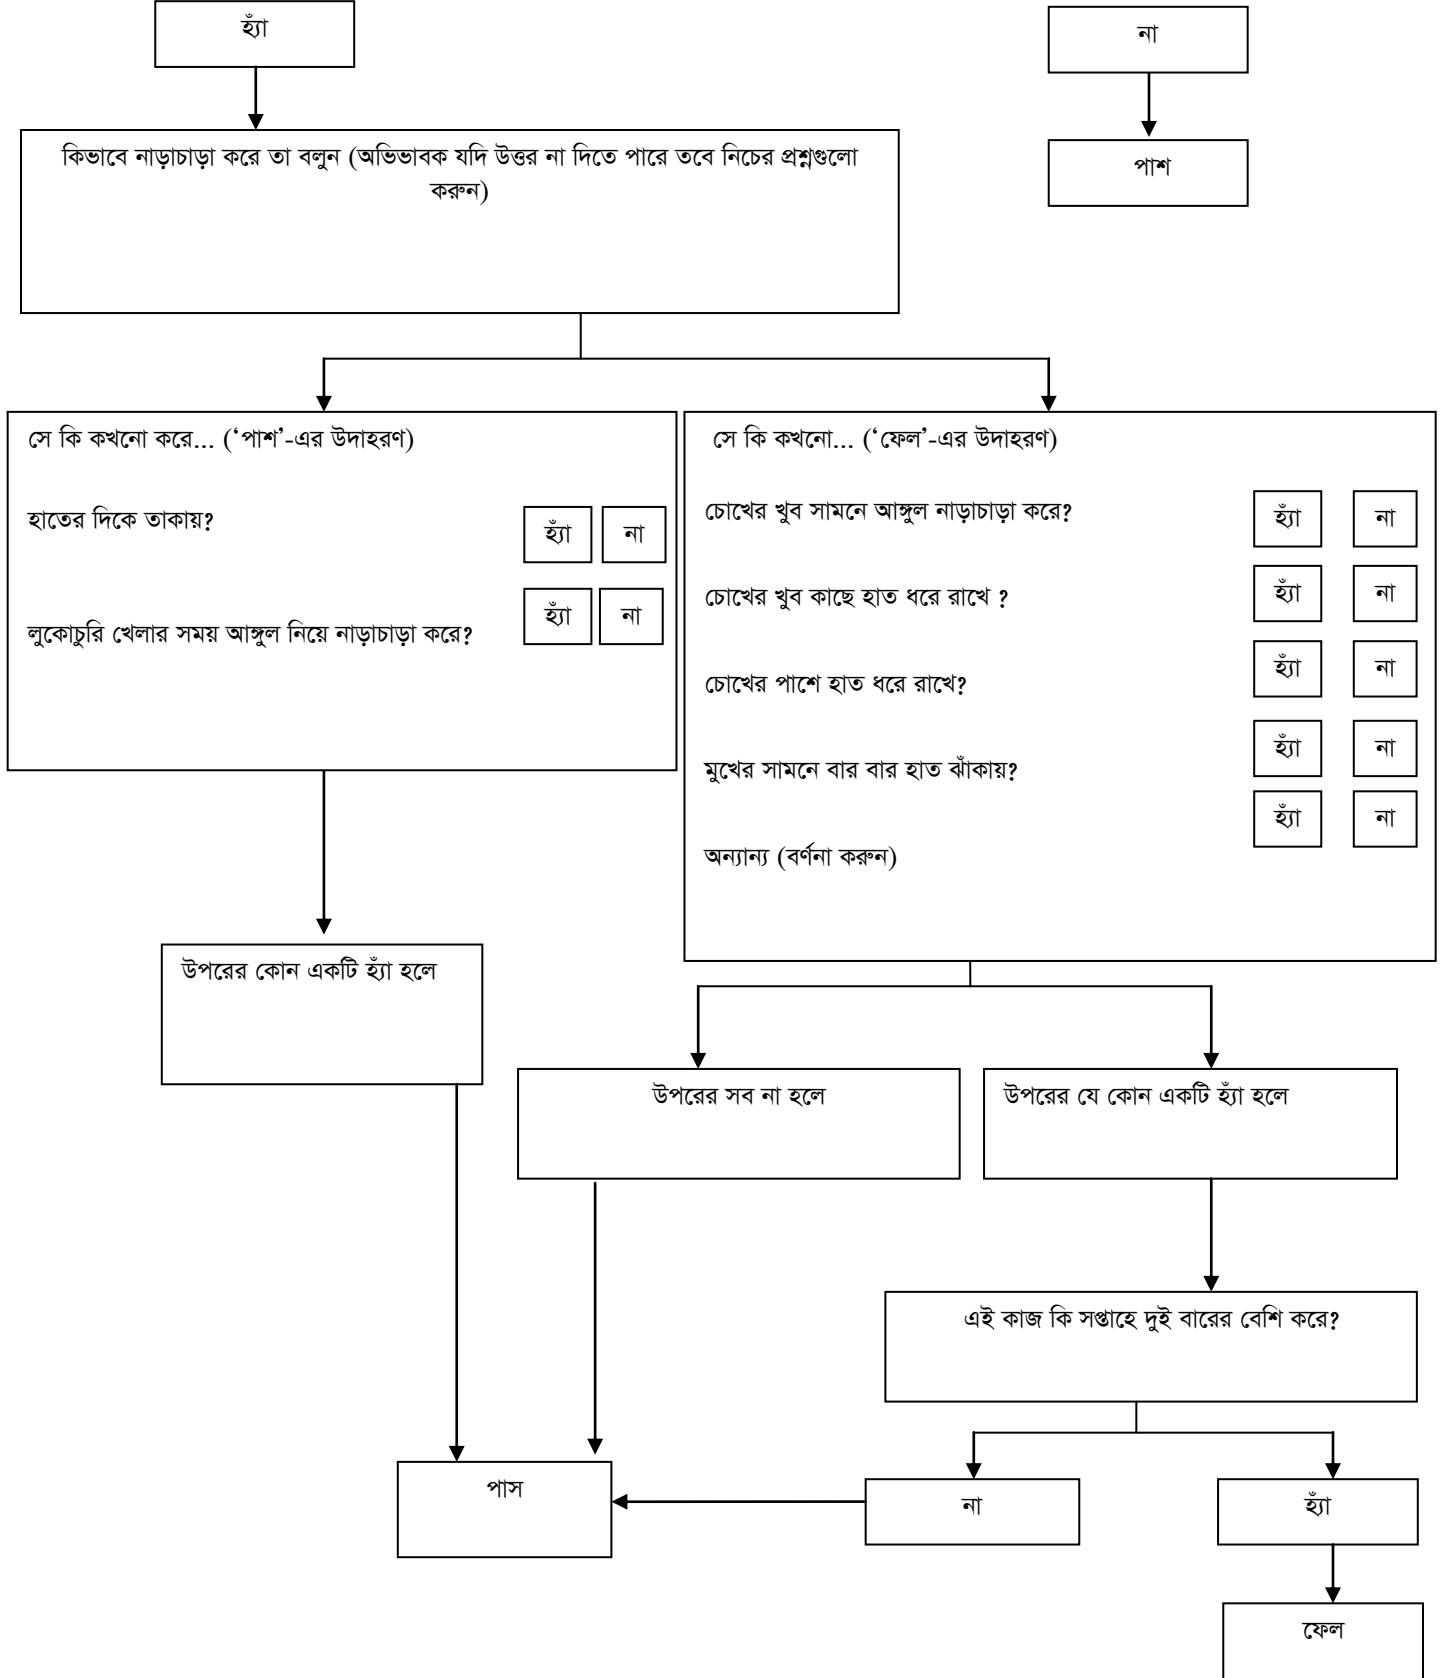 হ্যাঁ
না
কিভাবে নাড়াচাড়া করে তা বলুন (অভিভাবক যদি উত্তর না দিতে পারে তবে নিচের প্রশ্নগুলো
করুন)
পাশ
সে কি কখনো করে... (‘পাশ’-এর উদাহরণ)
হাতের দিকে তাকায়?
হ্যাঁ
না
লুকোচুরি খেলার সময় আঙ্গুল নিয়ে নাড়াচাড়া করে?
হ্যাঁ
না
সে কি কখনো... (‘ফেল’-এর উদাহরণ)
চোখের খুব সামনে আঙ্গুল নাড়াচাড়া করে?
হ্যাঁ
না
চোখের খুব কাছে হাত ধরে রাখে ?
হ্যাঁ
না
চোখের পাশে হাত ধরে রাখে?
হ্যাঁ
না
মুখের সামনে বার বার হাত ঝাঁকায়?
হ্যাঁ
না
অন্যান্য (বর্ণনা করুন)
হ্যাঁ
না
উপরের কোন একটি হ্যাঁ হলে
উপরের সব না হলে
উপরের যে কোন একটি হ্যাঁ হলে
এই কাজ কি সপ্তাহে দুই বারের বেশি করে?
পাস
না
হ্যাঁ
ফেল